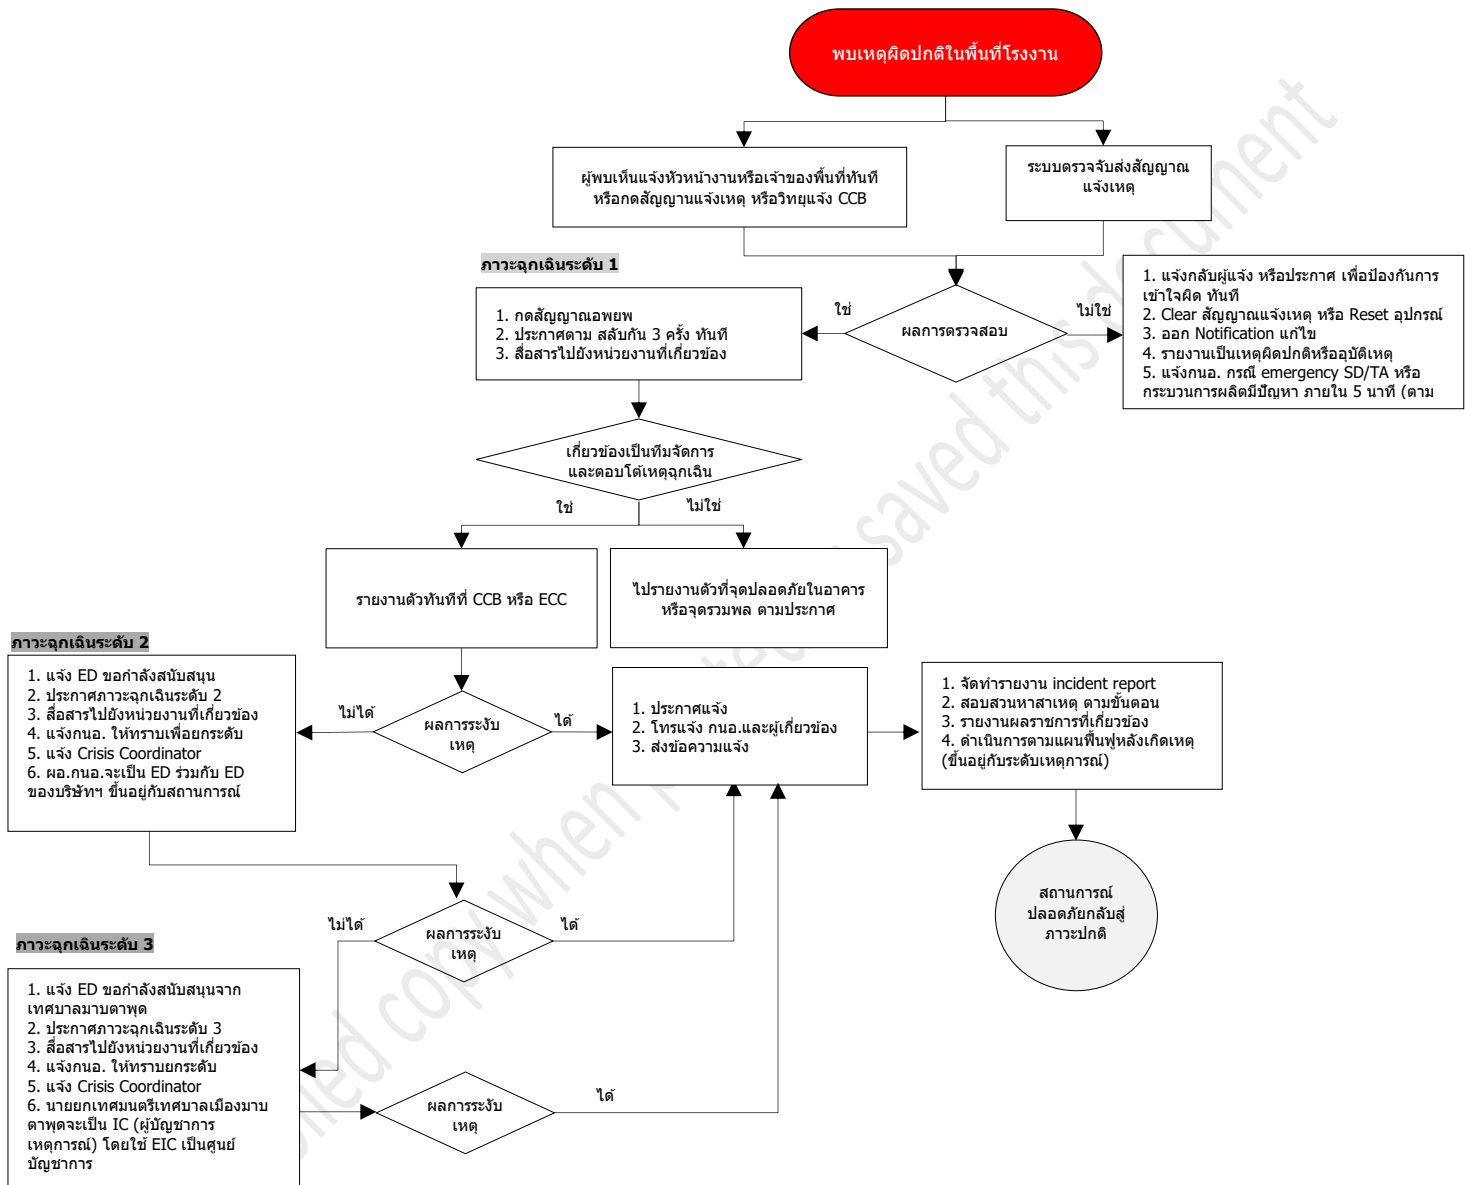 พบเหตุผิดปกติในพื้นที่โรงงาน
ผู้พบเห็นแจ้งหัวหน้างานหรือเจ้าของพื้นที่ทันที
หรือกดสัญญานแจ้งเหตุ หรือวิทยุแจ้ง CCB
ระบบตรวจจับส่งสัญญาณ
แจ้งเหตุ
ภาวะฉุกเฉินระดับ 1
1. กดสัญญาณอพยพ
2. ประกาศตาม สลับกัน 3 ครั้ง ทันที
3. สื่อสารไปยังหน่วยงานที่เกี่ยวข้อง
ใช่
ผลการตรวจสอบ
ไม่ใช่
1. แจ้งกลับผู้แจ้ง หรือประกาศ เพื่อป้องกันการ
เข้าใจผิด ทันที
2. Clear สัญญาณแจ้งเหตุ หรือ Reset อุปกรณ์
3. ออก Notification แก้ไข
4. รายงานเป็นเหตุผิดปกติหรืออุบัติเหตุ
5. แจ้งกนอ. กรณี emergency SD/TA หรือ
กระบวนการผลิตมีปัญหา ภายใน 5 นาที (ตาม
เกี่ยวข้องเป็นทีมจัดการ
และตอบโต้เหตุฉุกเฉิน
ใช่
ไม่ใช่
รายงานตัวทันทีที่ CCB หรือ ECC
ไปรายงานตัวที่จุดปลอดภัยในอาคาร
หรือจุดรวมพล ตามประกาศ
ภาวะฉุกเฉินระดับ 2
1. แจ้ง ED ขอกำลังสนับสนุน
2. ประกาศภาวะฉุกเฉินระดับ 2
3. สื่อสารไปยังหน่วยงานที่เกี่ยวข้อง
4. แจ้งกนอ. ให้ทราบเพื่อยกระดับ
5. แจ้ง Crisis Coordinator
6. ผอ.กนอ.จะเป็น ED ร่วมกับ ED
ของบริษัทฯ ขึ้นอยู่กับสถานการณ์
ไม่ได้
ผลการระงับ
เหตุ
ได้
1. ประกาศแจ้ง
2. โทรแจ้ง กนอ.และผู้เกี่ยวข้อง
3. ส่งข้อความแจ้ง
1. จัดทำรายงาน incident report
2. สอบสวนหาสาเหตุ ตามขั้นตอน
3. รายงานผลราชการที่เกี่ยวข้อง
4. ดำเนินการตามแผนฟื้นฟูหลังเกิดเหตุ
(ขึ้นอยู่กับระดับเหตุการณ์)
สถานการณ์
ปลอดภัยกลับสู่
ภาวะปกติ
ไม่ได้
ผลการระงับ
เหตุ
ได้
ภาวะฉุกเฉินระดับ 3
1. แจ้ง ED ขอกำลังสนับสนุนจาก
เทศบาลมาบตาพุด
2. ประกาศภาวะฉุกเฉินระดับ 3
3. สื่อสารไปยังหน่วยงานที่เกี่ยวข้อง
4. แจ้งกนอ. ให้ทราบยกระดับ
5. แจ้ง Crisis Coordinator
6. นายยกเทศมนตรีเทศบาลเมืองมาบ
ตาพุดจะเป็น IC (ผู้บัญชาการ
เหตุการณ์) โดยใช้ EIC เป็นศูนย์
บัญชาการ
ผลการระงับ
เหตุ
ได้
copy when saved this document